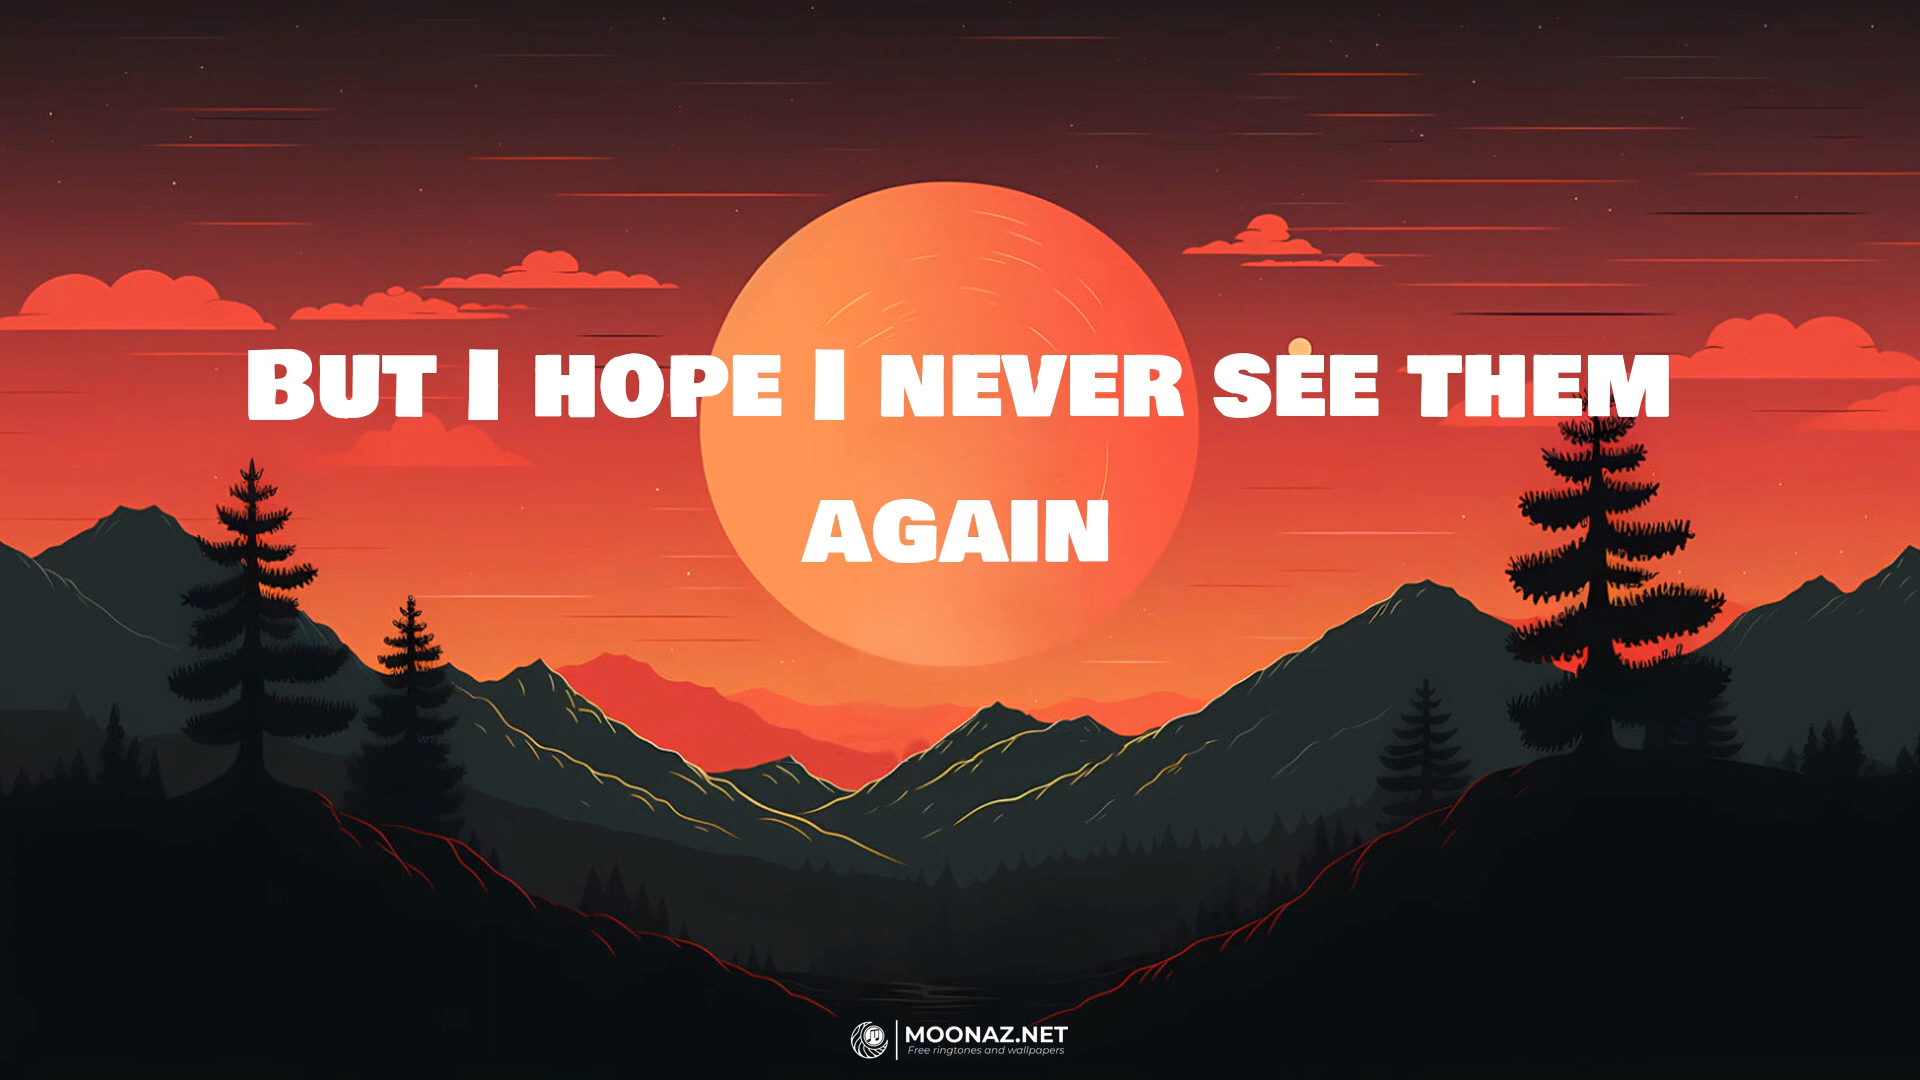 But I hope I never see them
again
MOONAZ.NET
Free ringtones and wallpapers